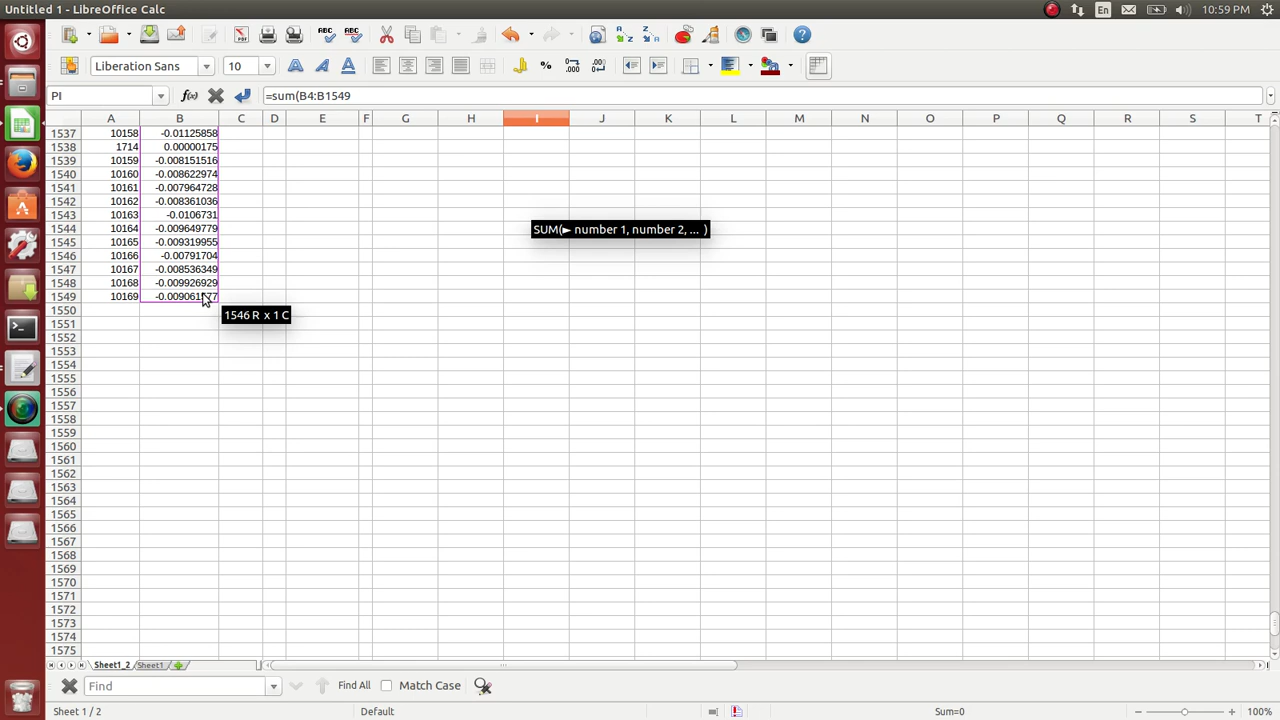 Untitled 1 - LibreOffice Calc
En
10:59 PM
Liberation Sans
10
PI
=sum(B4:B1549
A B C D E F G H I J K L M N O P Q R S T
1537 10158 -0.01125858
1538 1714 0.00000175
1539 10159 -0.008151516
1540 10160 -0.008622974
1541 10161 -0.007964728
1542 10162 -0.008361036
1543 10163 -0.0106731
1544 10164 -0.009649779
SUM(► number 1, number 2, ... )
1545 10165 -0.009319955
1546 10166 -0.00791704
1547 10167 -0.008536349
1548 10168 -0.009926929
1549 10169
1546 R x 1 C
1550
1551
1552
1553
1554
1555
1556
1557
1558
1559
1560
1561
1562
1563
1564
1565
1566
1567
1568
1569
1570
1571
1572
1573
1574
1575
Sheet1_2 Sheet1
Find
Find All
Match Case
Sheet 1 / 2
Default
Sum=0
100%